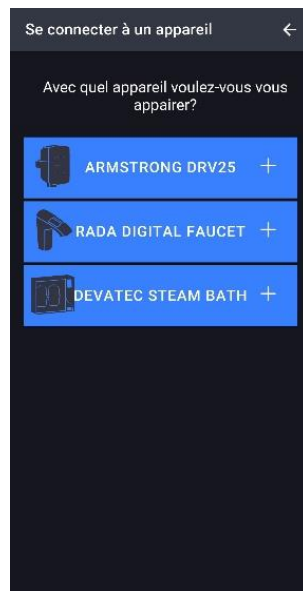 Se connecter à un appareil
Avec quel appareil voulez-vous vous
appairer?
ARMSTRONG DRV25
RADA DIGITAL FAUCET
DEVATEC STEAM BATH